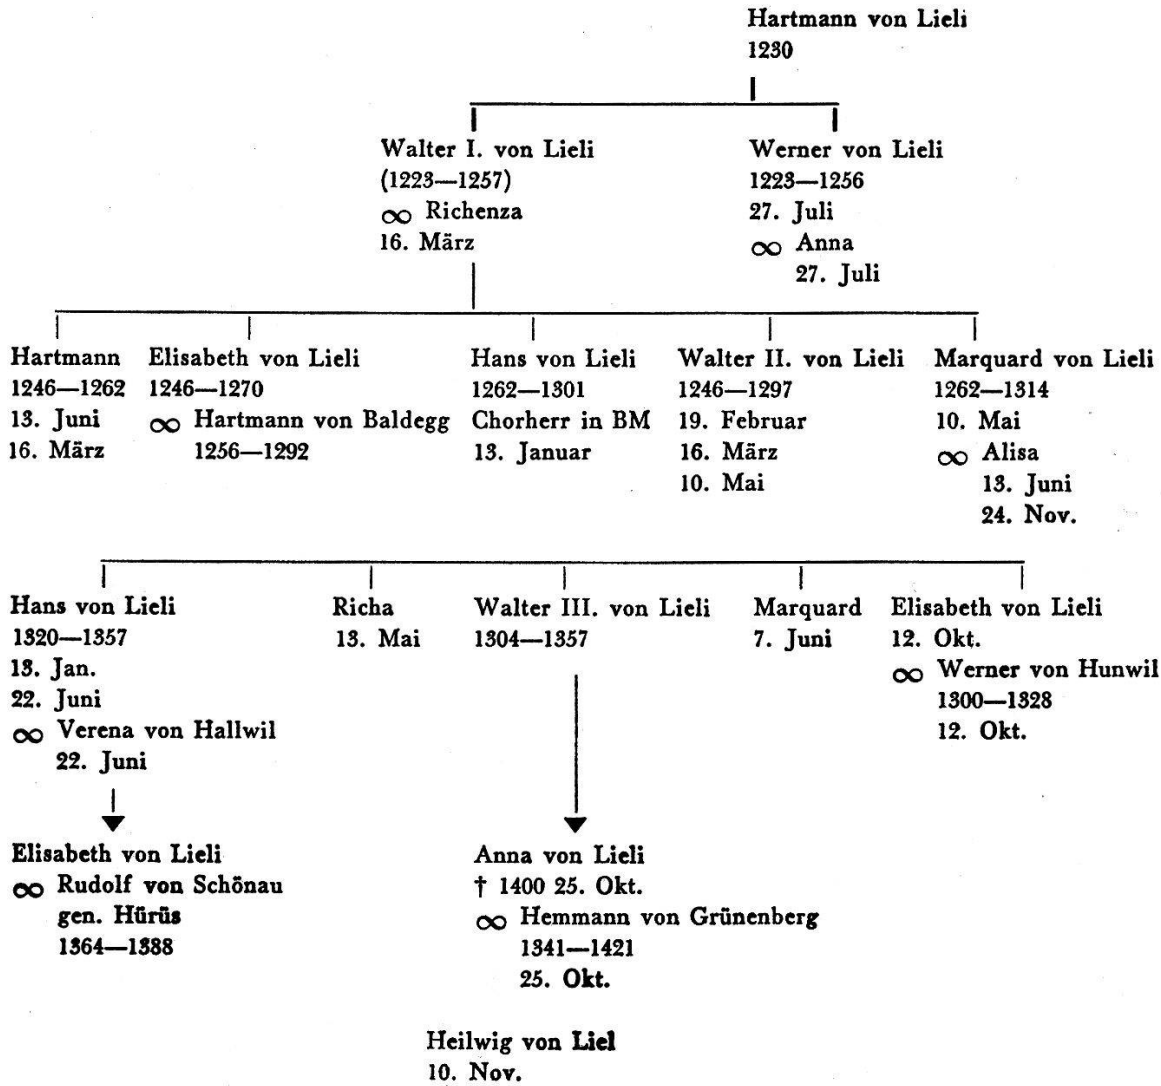 Hartmann von Lieli
1230
Walter I. von Lieli
(1223—1257)
∞ Richenza
16. März
Werner von Lieli
1223—1256
27. Juli
∞ Anna
27. Juli
Hartmann
1246—1262
13. Juni
16. März
Elisabeth von Lieli
1246—1270
∞ Hartmann von Baldegg
1256—1292
Hans von Lieli
1262—1301
Chorherr in BM
13. Januar
Walter II. von Lieli
1246—1297
19. Februar
16. März
10. Mai
Marquard von Lieli
1262—1314
10. Mai
∞ Alisa
13. Juni
24. Nov.
Hans von Lieli
1320—1357
13. Jan.
22. Juni
∞ Verena von Hallwil
22. Juni
Richa
13. Mai
Walter III. von Lieli
1304—1357
Marquard
7. Juni
Elisabeth von Lieli
12. Okt.
∞ Werner von Hunwil
1300—1328
12. Okt.
Elisabeth von Lieli
∞ Rudolf von Schönau
gen. Hürüs
1364—1388
Anna von Lieli
† 1400 25. Okt.
∞ Hemmann von Grünenberg
1341—1421
25. Okt.
Heilwig von Liel
10. Nov.